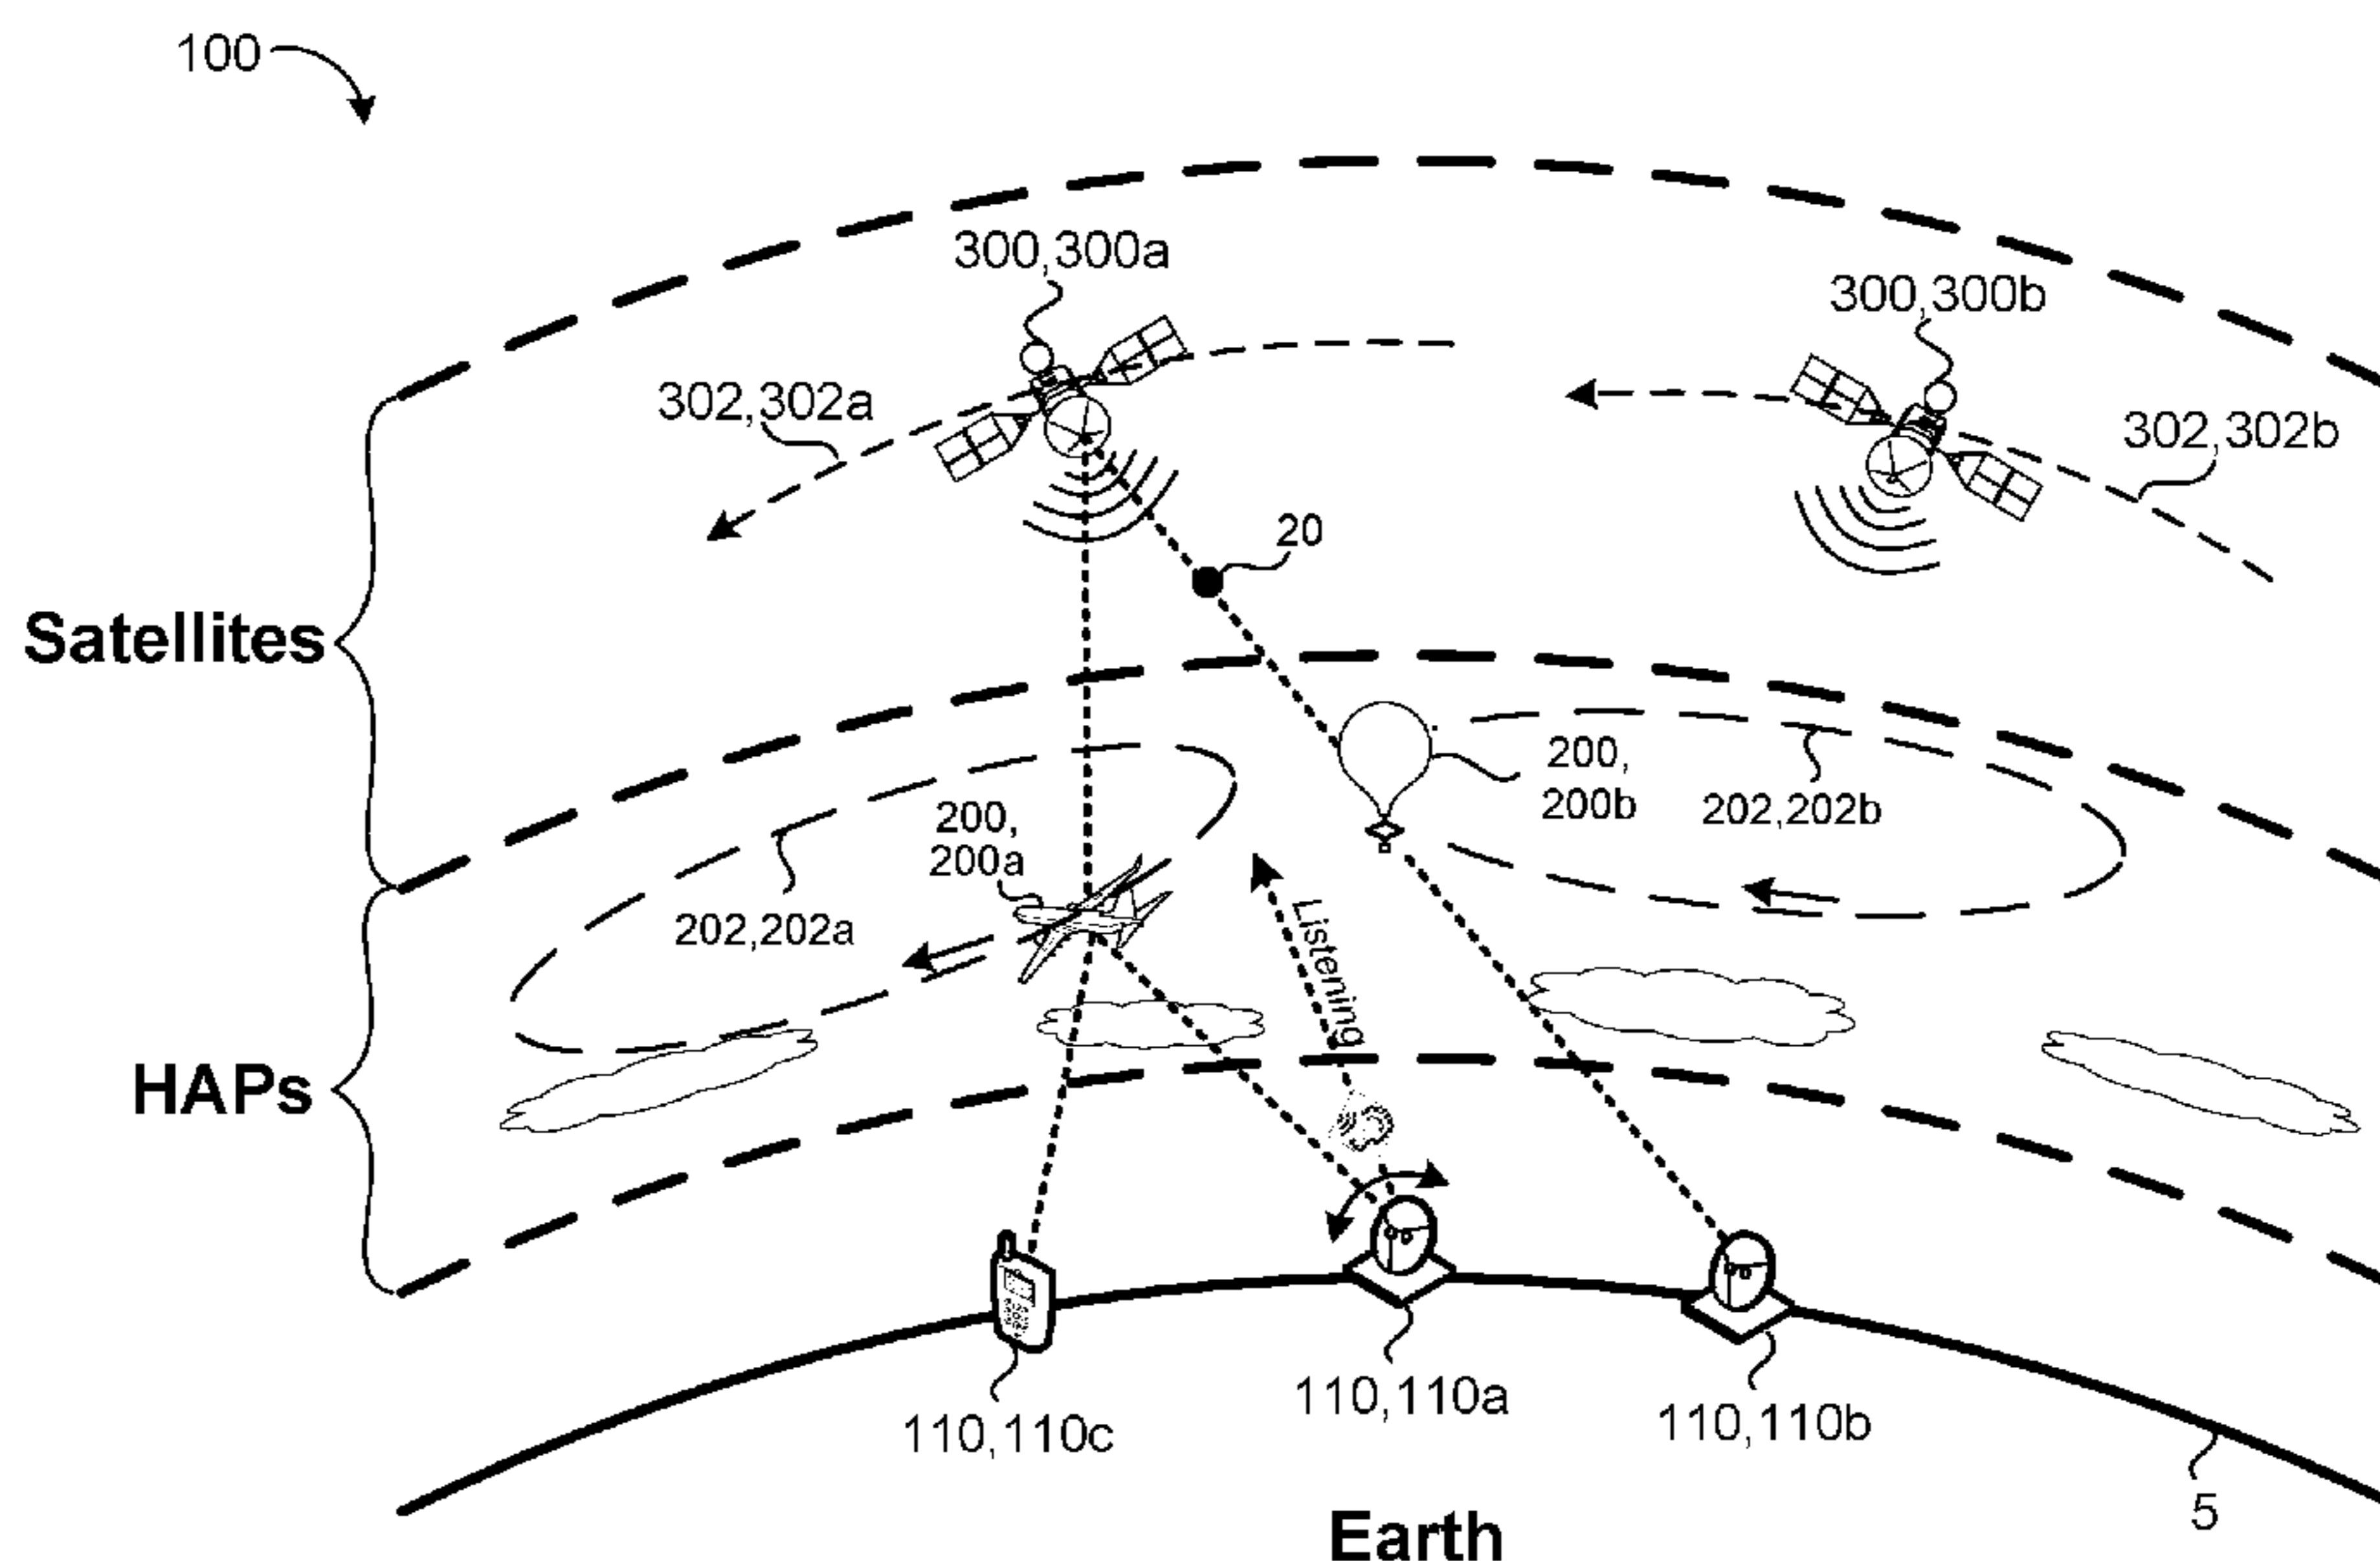 100
300,300a
300,300b
302,302a
302,302b
20
Satellites
200,
200b
202,202b
200,
200a
202,202a
Listening
HAPs
110,110a
110,110b
110,110c
5
Earth